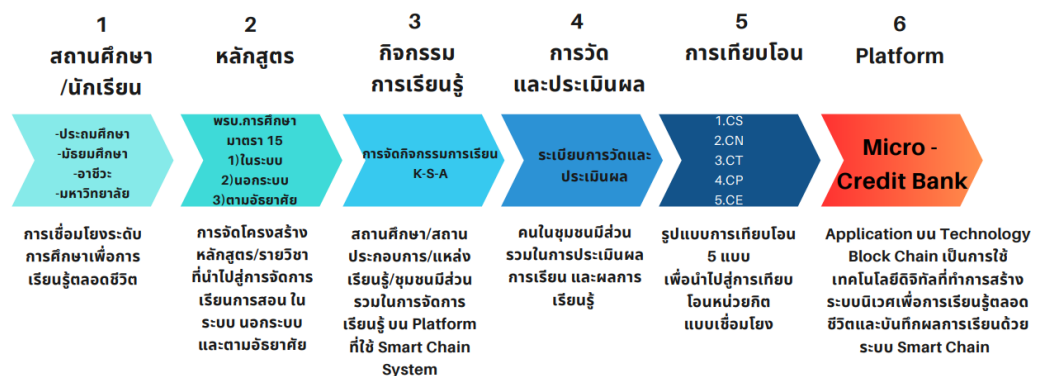 1
สถานศึกษา
/นักเรียน
-ประถมศึกษา
-มัธยมศึกษา
-อาชีวะ
-มหาวิทยาลัย
การเชื่อมโยงระดับ
การศึกษาเพื่อการ
เรียนรู้ตลอดชีวิต
2
หลักสูตร
พรบ.การศึกษา
มาตรา 15
1)ในระบบ
2)นอกระบบ
3)ตามอัธยาศัย
การจัดโครงสร้าง
หลักสูตร/รายวิชา
ที่นำไปสู่การจัดการ
เรียนการสอน ใน
ระบบ นอกระบบ
และตามอัธยาศัย
3
กิจกรรม
การเรียนรู้
การจัดกิจกรรมการเรียน
K-S-A
สถานศึกษา/สถาน
ประกอบการ/แหล่ง
เรียนรู้/ชุมชนมีส่วน
รวมในการจัดการ
เรียนรู้ บน Platform
ที่ใช้ Smart Chain
System
4
การวัด
และประเมินผล
ระเบียบการวัดและ
ประเมินผล
คนในชุมชนมีส่วน
รวมในการประเมินผล
การเรียน และผลการ
เรียนรู้
5
การเทียบโอน
1.CS
2.CN
3.CT
4.CP
5.CE
รูปแบบการเทียบโอน
5 แบบ
เพื่อนำไปสู่การเทียบ
โอนหน่วยกิต
แบบเชื่อมโยง
6
Platform
Micro -
Credit Bank
Application บน Technology
Block Chain เป็นการใช้
เทคโนโลยีดิจิทัลที่ทำการสร้าง
ระบบนิเวศเพื่อการเรียนรู้ตลอด
ชีวิตและบันทึกผลการเรียนด้วย
ระบบ Smart Chain